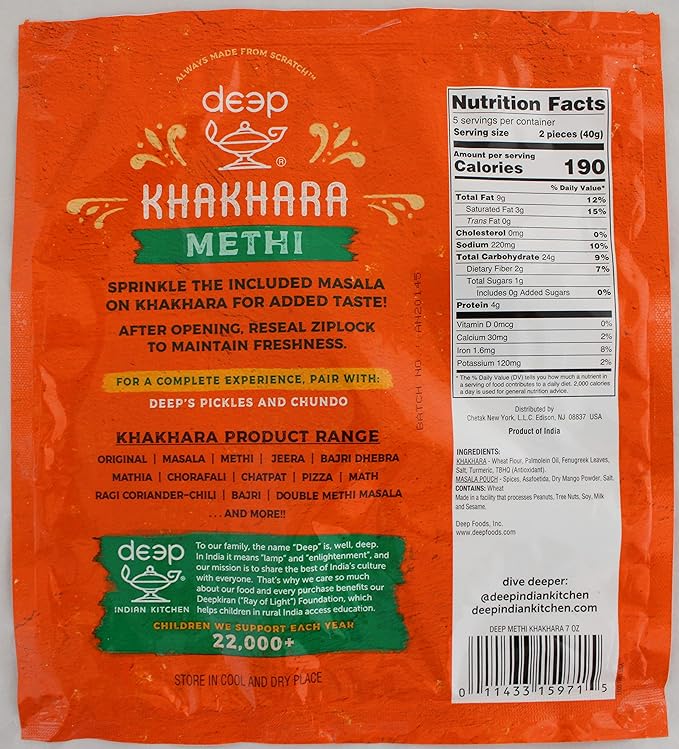 ALWAYS MADE FROM SCRATCH™
deep
®
KHAKHARA
METHI
SPRINKLE THE INCLUDED MASALA
ON KHAKHARA FOR ADDED TASTE!
AFTER OPENING, RESEAL ZIPLOCK
TO MAINTAIN FRESHNESS.
FOR A COMPLETE EXPERIENCE, PAIR WITH:
DEEP'S PICKLES AND CHUNDO
KHAKHARA PRODUCT RANGE
ORIGINAL | MASALA | METHI | JEERA | BAJRI DHEBRA
MATHIA | CHORAFALI | CHATPAT | PIZZA | MATH
RAGI CORIANDER-CHILI | BAJRI | DOUBLE METHI MASALA
...AND MORE!!
deep
®
INDIAN KITCHEN
To our family, the name "Deep" is, well, deep.
In India it means "lamp" and "enlightenment", and
our mission is to share the best of India's culture
with everyone. That's why we care so much
about our food and every purchase benefits our
Deepkiran ("Ray of Light") Foundation, which
helps children in rural India access education.
CHILDREN WE SUPPORT EACH YEAR
22,000+
STORE IN COOL AND DRY PLACE
BATCH NO.: AH20145
Nutrition Facts
5 servings per container
Serving size 2 pieces (40g)
Amount per serving
Calories 190
% Daily Value*
Total Fat 9g 12%
Saturated Fat 3g 15%
Trans Fat 0g
Cholesterol 0mg 0%
Sodium 220mg 10%
Total Carbohydrate 24g 9%
Dietary Fiber 2g 7%
Total Sugars 1g
Includes 0g Added Sugars 0%
Protein 4g
Vitamin D 0mcg 0%
Calcium 30mg 2%
Iron 1.6mg 8%
Potassium 120mg 2%
* The % Daily Value (DV) tells you how much a nutrient in
a serving of food contributes to a daily diet. 2,000 calories
a day is used for general nutrition advice.
Distributed by
Chetak New York, L.L.C. Edison, NJ 08837 USA
Product of India
INGREDIENTS:
KHAKHARA - Wheat Flour, Palmolein Oil, Fenugreek Leaves,
Salt, Turmeric, TBHQ (Antioxidant).
MASALA POUCH - Spices, Asafoetida, Dry Mango Powder, Salt.
CONTAINS: Wheat
Made in a facility that processes Peanuts, Tree Nuts, Soy, Milk
and Sesame.
Deep Foods, Inc.
www.deepfoods.com
dive deeper:
@deepindiankitchen
deepindiankitchen.com
DEEP METHI KHAKHARA 7 OZ
0 11433 15971 5